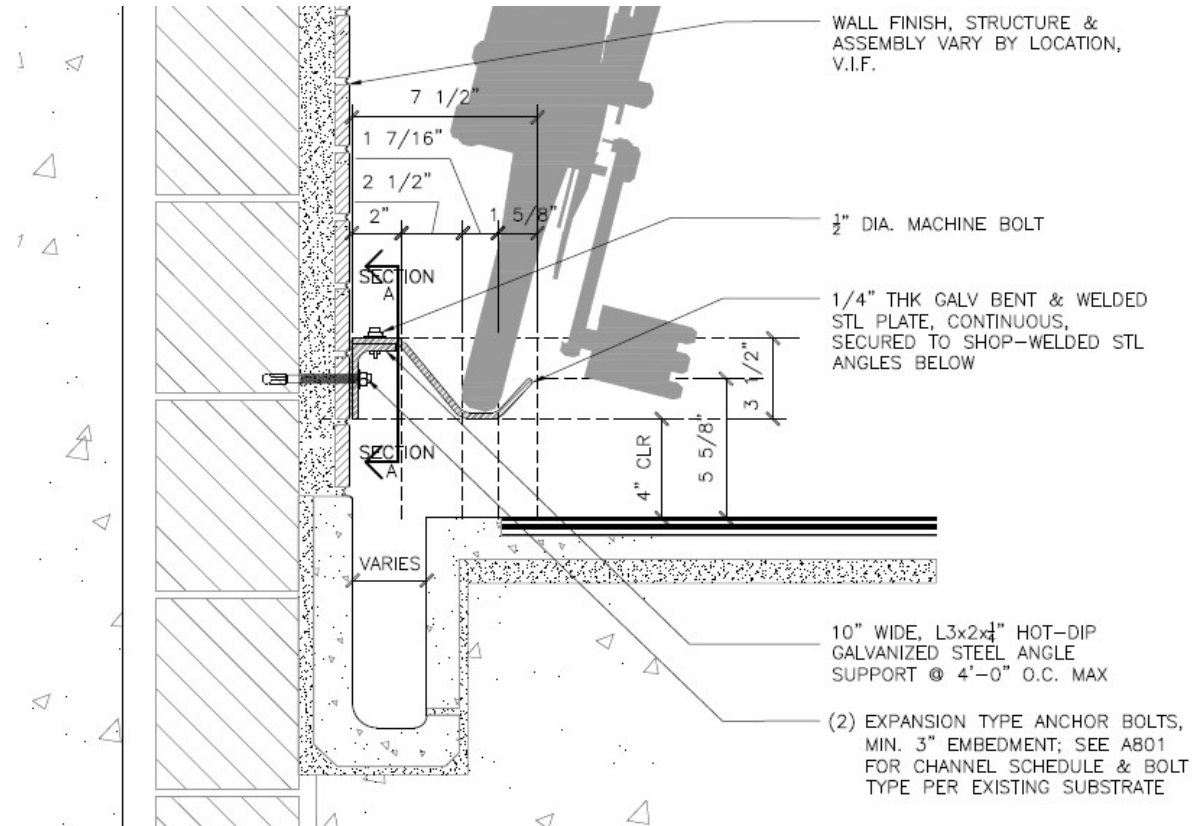 WALL FINISH, STRUCTURE &
ASSEMBLY VARY BY LOCATION,
V.I.F.
7 1/2"
1 7/16"
2 1/2"
2"
1 5/8"
SECTION
A
½" DIA. MACHINE BOLT
1/4" THK GALV BENT & WELDED
STL PLATE, CONTINUOUS,
SECURED TO SHOP-WELDED STL
ANGLES BELOW
3 1/2"
SECTION
A
4" CLR
5 5/8"
VARIES
10" WIDE, L3x2x¼" HOT-DIP
GALVANIZED STEEL ANGLE
SUPPORT @ 4'-0" O.C. MAX
(2) EXPANSION TYPE ANCHOR BOLTS,
MIN. 3" EMBEDMENT; SEE A801
FOR CHANNEL SCHEDULE & BOLT
TYPE PER EXISTING SUBSTRATE